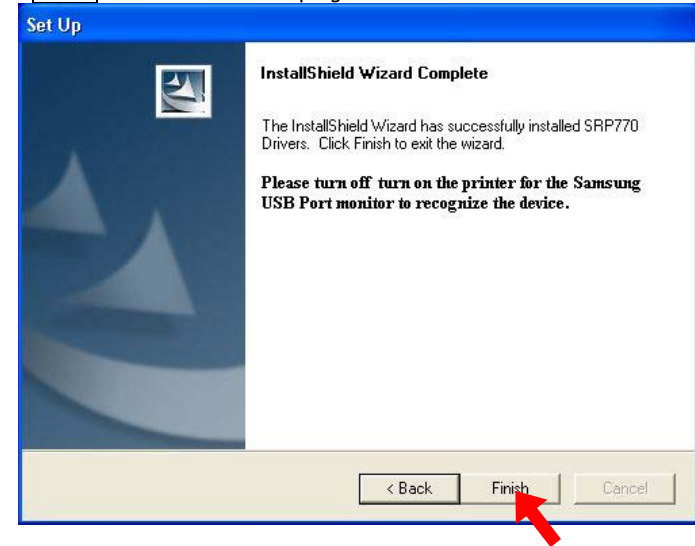 Set Up
InstallShield Wizard Complete
The InstallShield Wizard has successfully installed SRP770
Drivers.  Click Finish to exit the wizard.
Please turn off turn on the printer for the Samsung
USB Port monitor to recognize the device.
< Back
Finish
Cancel